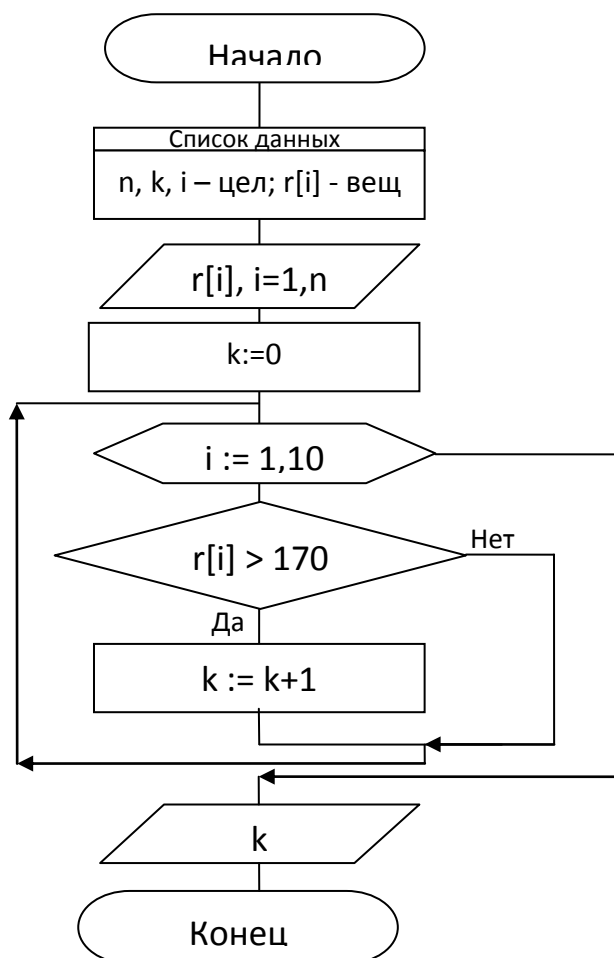 Начало
Список данных
n, k, i – цел; r[i] - вещ
r[i], i=1,n
k:=0
i := 1,10
r[i] > 170
Нет
Да
k := k+1
k
Конец